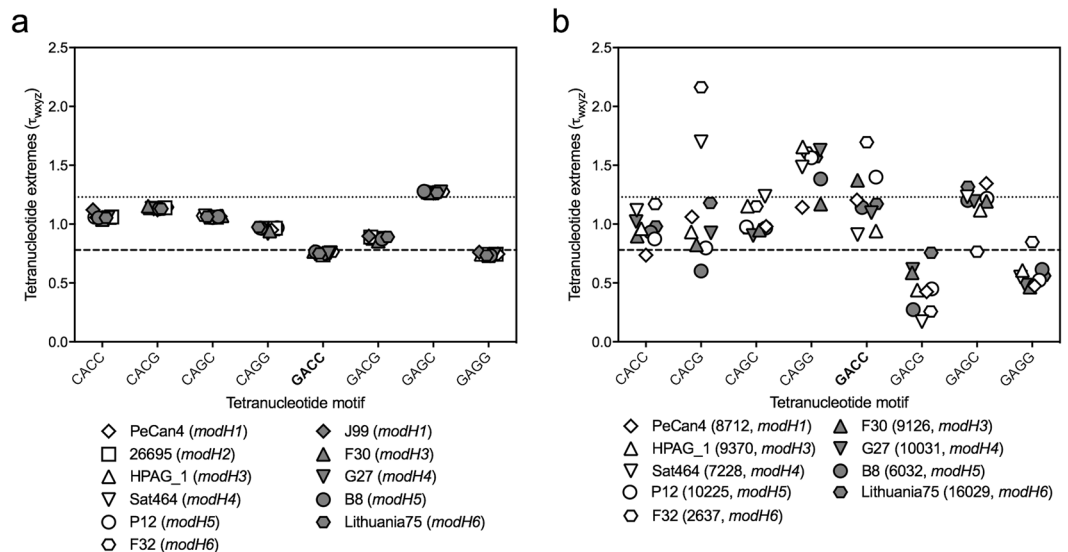 a
Tetranucleotide extremes (τwxyz)
2.5
2.0
1.5
1.0
0.5
0.0
CACC
CACG
CAGC
CAGG
GACC
GACG
GAGC
GAGG
Tetranucleotide motif
PeCan4 (modH1)
26695 (modH2)
HPAG_1 (modH3)
Sat464 (modH4)
P12 (modH5)
F32 (modH6)
J99 (modH1)
F30 (modH3)
G27 (modH4)
B8 (modH5)
Lithuania75 (modH6)
b
Tetranucleotide extremes (τwxyz)
2.5
2.0
1.5
1.0
0.5
0.0
CACC
CACG
CAGC
CAGG
GACC
GACG
GAGC
GAGG
Tetranucleotide motif
PeCan4 (8712, modH1)
HPAG_1 (9370, modH3)
Sat464 (7228, modH4)
P12 (10225, modH5)
F32 (2637, modH6)
F30 (9126, modH3)
G27 (10031, modH4)
B8 (6032, modH5)
Lithuania75 (16029, modH6)